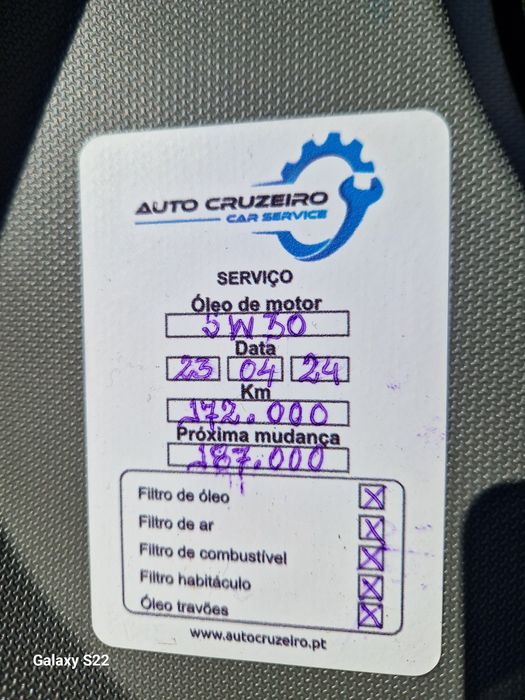 AUTO CRUZEIRO
CAR SERVICE
SERVIÇO
Óleo de motor
5W30
Data
23 04 24
Km
172.000
Próxima mudança
187.000
Filtro de óleo X
Filtro de ar X
Filtro de combustível X
Filtro habitáculo X
Óleo travões X
www.autocruzeiro.pt
Galaxy S22